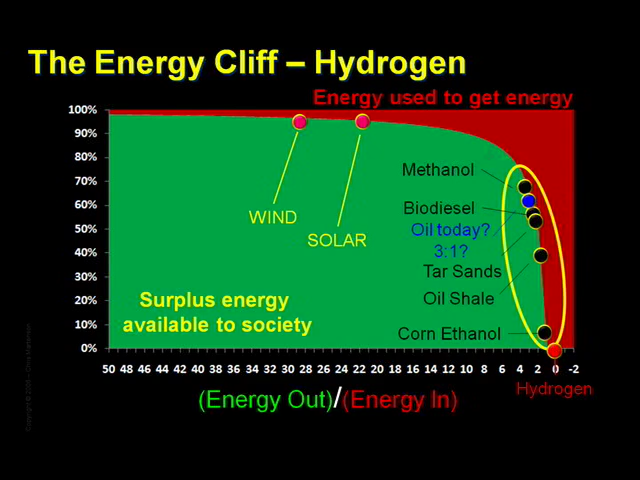 The Energy Cliff – Hydrogen
Energy used to get energy
100%
90%
80%
70%
60%
50%
40%
30%
20%
10%
0%
Methanol
Biodiesel
Oil today?
3:1?
Tar Sands
Oil Shale
Corn Ethanol
WIND
SOLAR
Surplus energy
available to society
50 48 46 44 42 40 38 36 34 32 30 28 26 24 22 20 18 16 14 12 10 8 6 4 2 0 -2
Hydrogen
(Energy Out)/(Energy In)